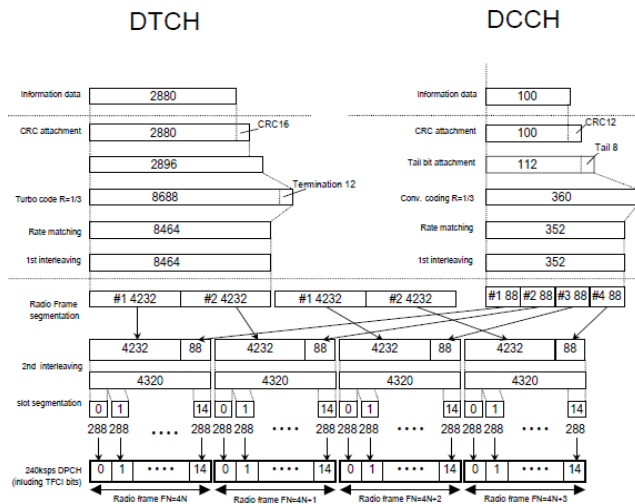 DTCH DCCH
Information data 2880 Information data 100
CRC16 CRC12
CRC attachment 2880 CRC attachment 100
Tail 8
2896 Tail bit attachment 112
Termination 12
Turbo code R=1/3 8688 Conv. coding R=1/3 360
Rate matching 8464 Rate matching 352
1st interleaving 8464 1st interleaving 352
Radio Frame segmentation #1 4232 #2 4232 #1 4232 #2 4232 #1 88 #2 88 #3 88 #4 88
4232 88 4232 88 4232 88 4232 88
2nd interleaving
4320 4320 4320 4320
slot segmentation 0 1 14 0 1 14 0 1 14 0 1 14
288 288 •••• 288 288 288 •••• 288 288 288 •••• 288 288 288 •••• 288
240ksps DPCH 0 1 •••• 14 0 1 •••• 14 0 1 •••• 14 0 1 •••• 14
(inluding TFCI bits)
Radio frame FN=4N Radio frame FN=4N+1 Radio frame FN=4N+2 Radio frame FN=4N+3